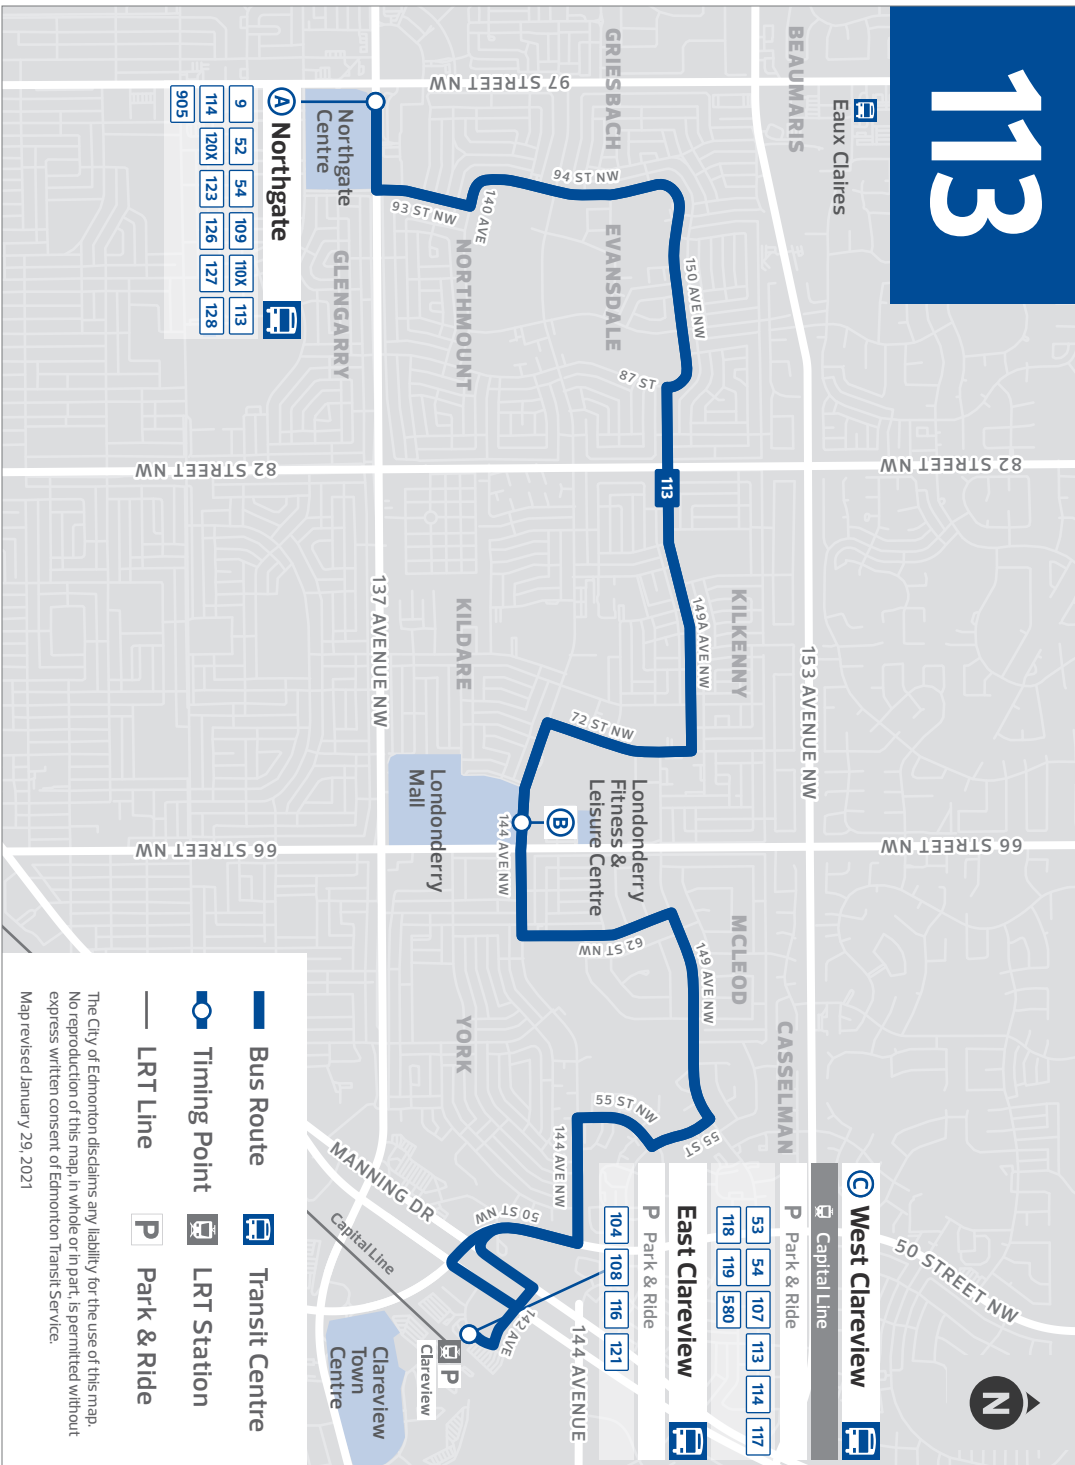 113
BEAUMARIS
Eaux Claires
GRIESBACH
97 STREET NW
A Northgate
9 52 54 109 110X 113
114 120X 123 126 127 128
905
Northgate
Centre
93 ST NW
140 AVE
94 ST NW
150 AVE NW
87 ST
EVANSDALE
NORTHMOUNT
GLENGARRY
82 STREET NW
82 STREET NW
113
KILKENNY
149A AVE NW
153 AVENUE NW
KILDARE
137 AVENUE NW
72 ST NW
Londonderry
Fitness &
Leisure Centre
B
Londonderry
Mall
144 AVE NW
66 STREET NW
66 STREET NW
62 ST NW
MCLEOD
149 AVE NW
CASSELMAN
YORK
55 ST NW
55 ST
144 AVE NW
50 ST NW
MANNING DR
Capital Line
142 AVE
144 AVENUE
50 STREET NW
C West Clareview
Capital Line
P Park & Ride
53 54 107 113 114 117
118 119 580
East Clareview
P Park & Ride
104 108 116 121
P
Clareview
Clareview
Town
Centre
N
Bus Route
Timing Point
LRT Line
Transit Centre
LRT Station
P Park & Ride
The City of Edmonton disclaims any liability for the use of this map.
No reproduction of this map, in whole or in part, is permitted without
express written consent of Edmonton Transit Service.
Map revised January 29, 2021